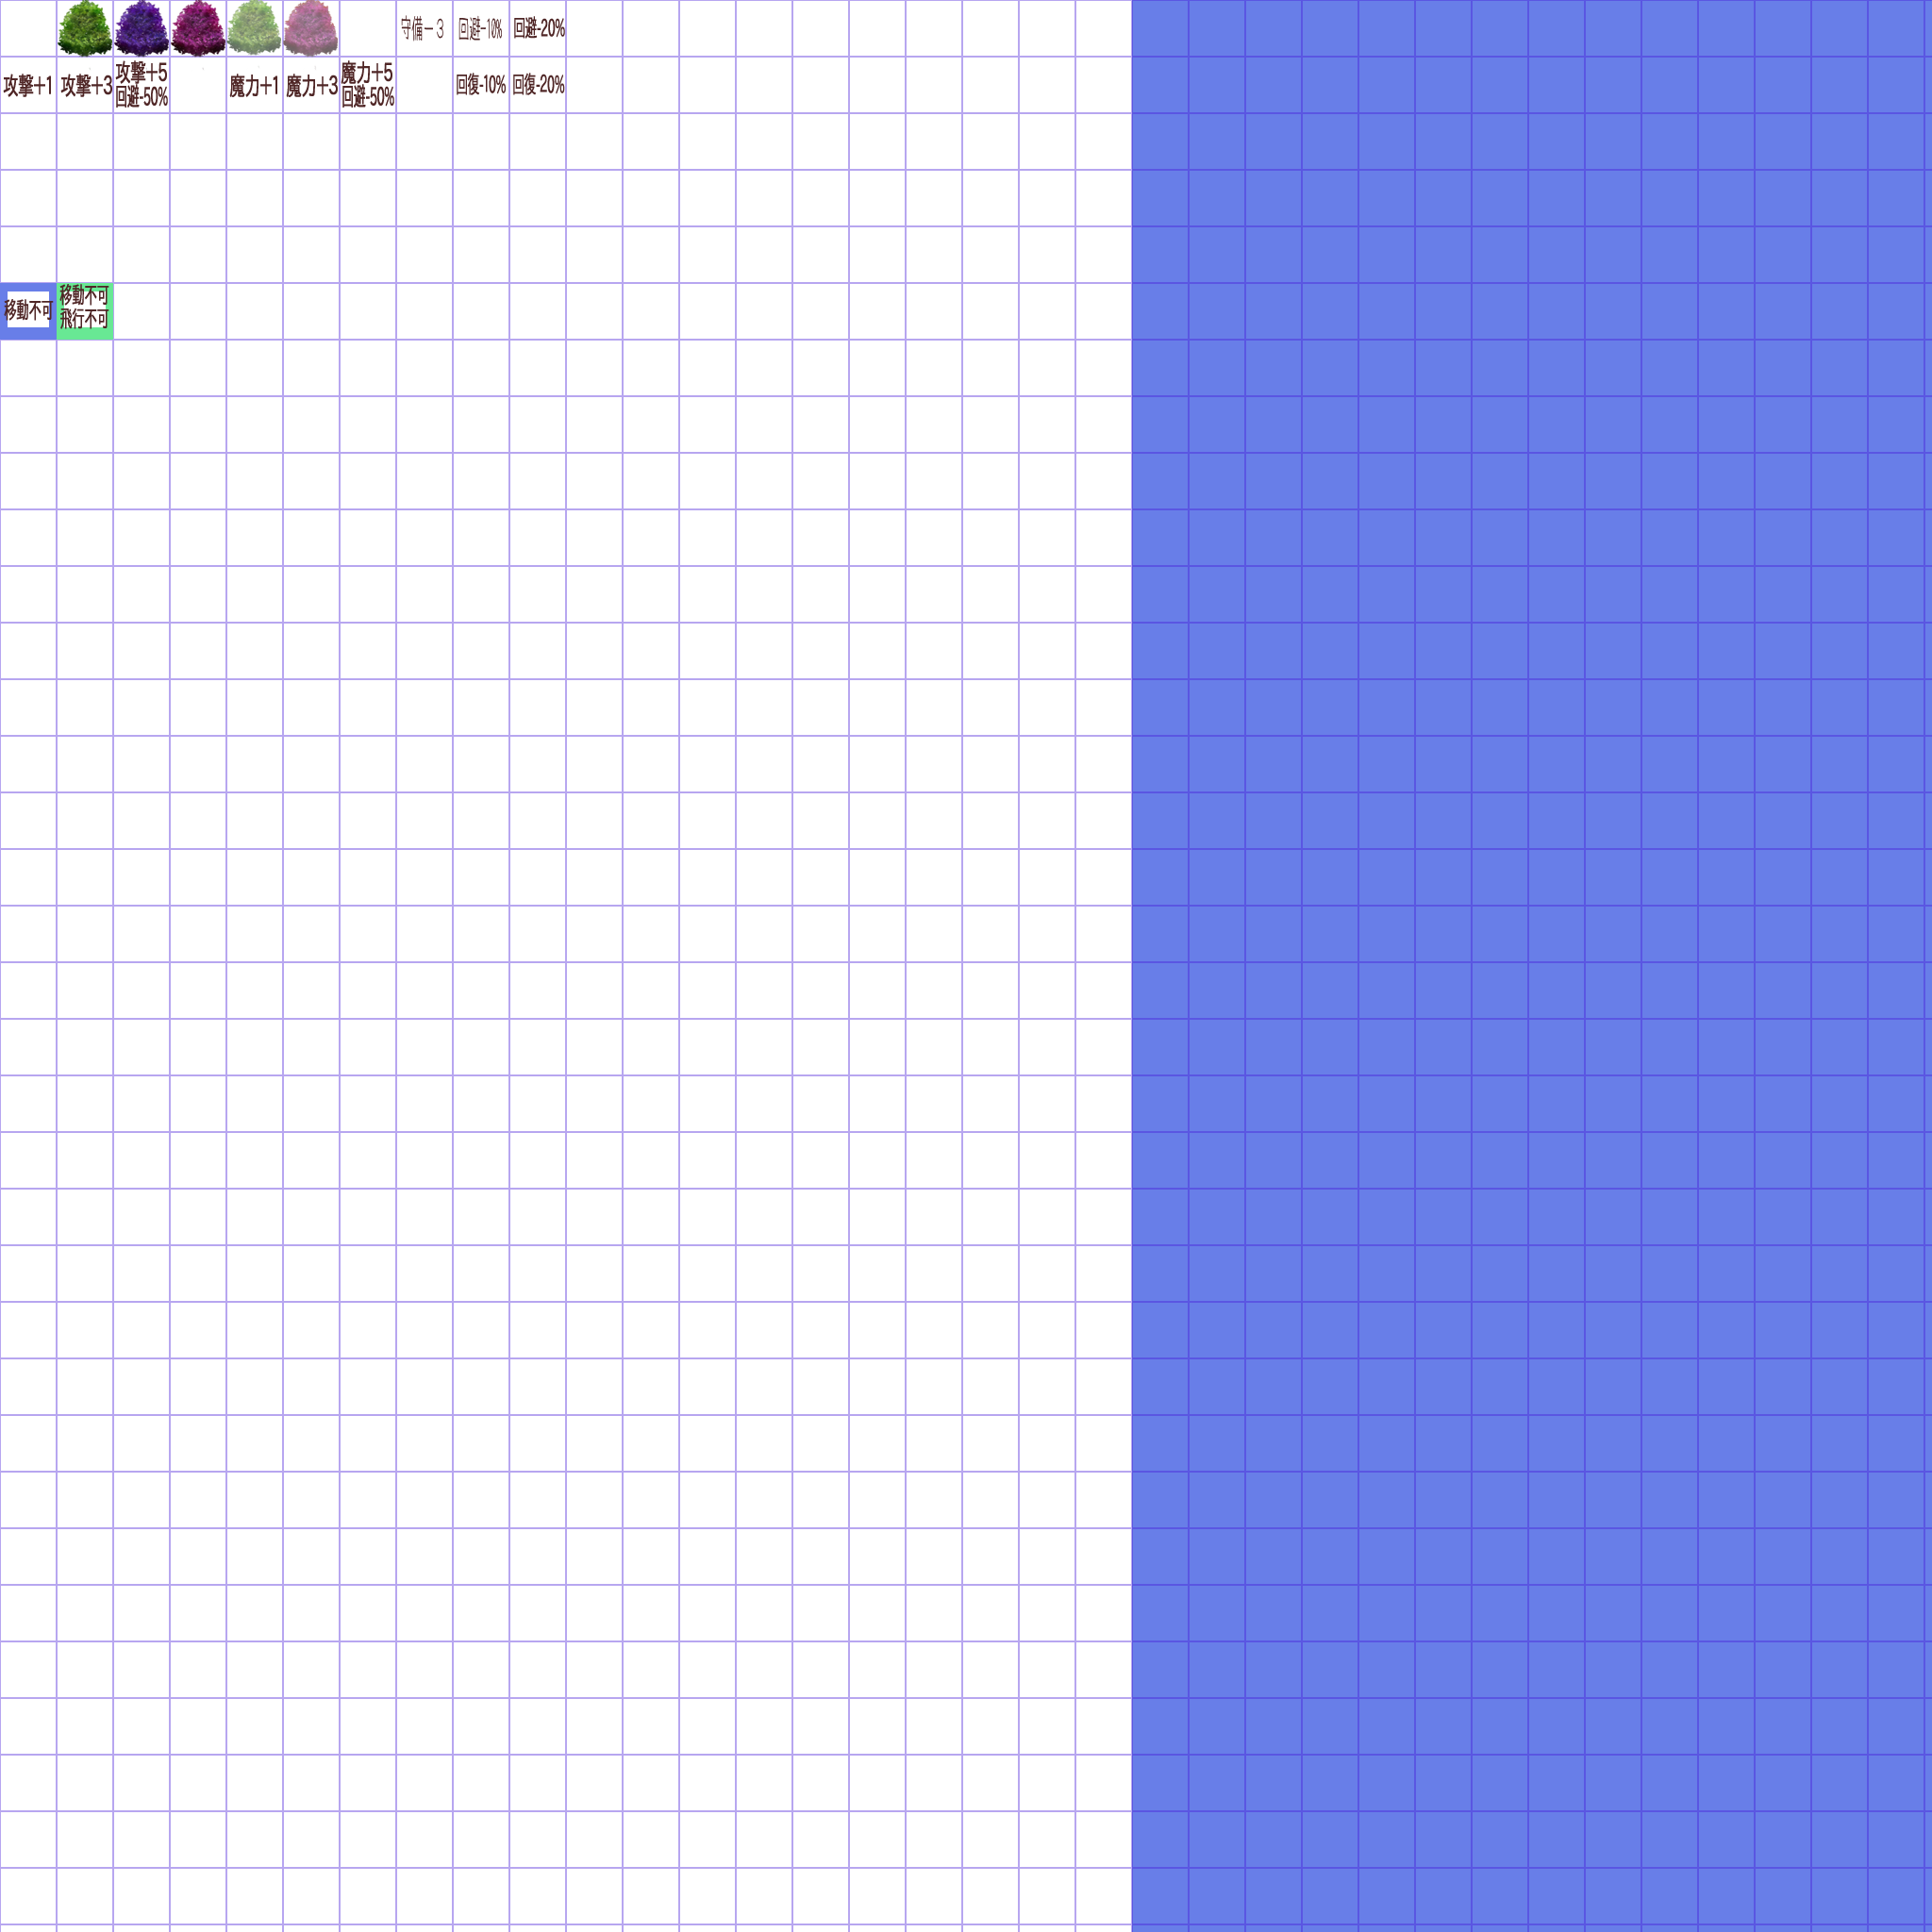 守備－３
回避-10%
回避-20%
攻撃+1
攻撃+3
攻撃+5
回避-50%
魔力+1
魔力+3
魔力+5
回避-50%
回復-10%
回復-20%
移動不可
移動不可
飛行不可